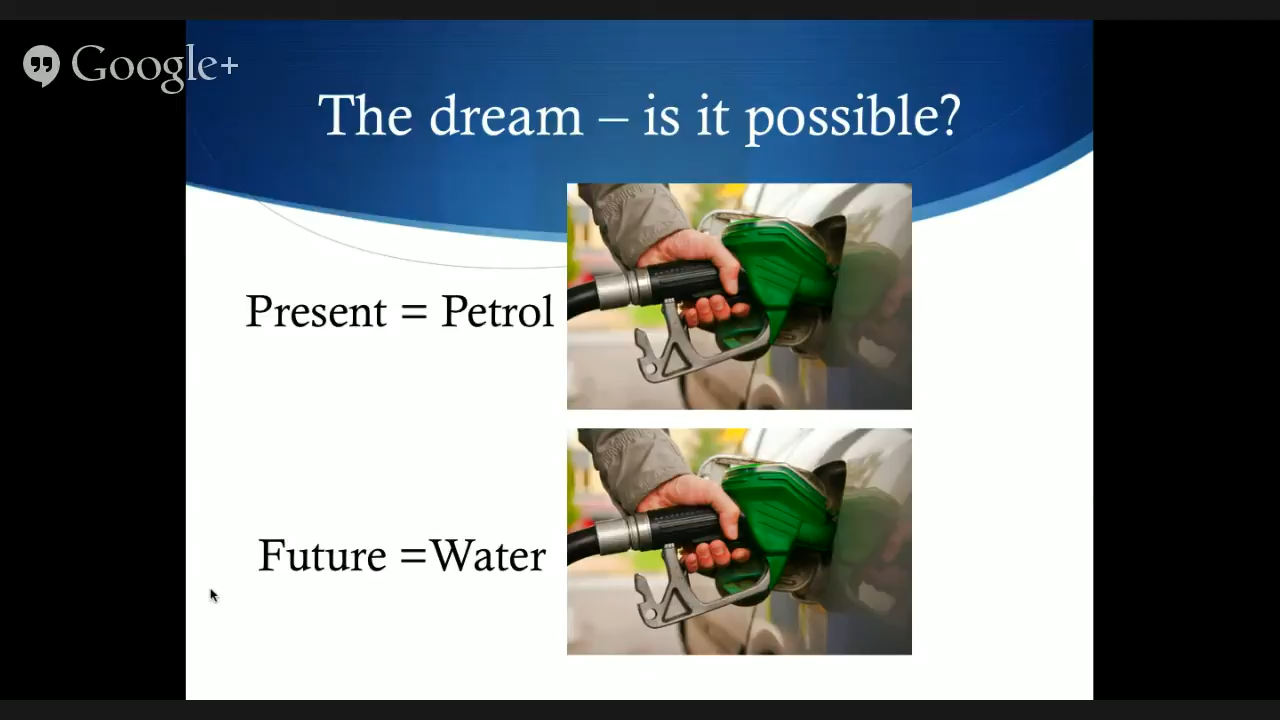 Google+
The dream – is it possible?
Present = Petrol
Future =Water